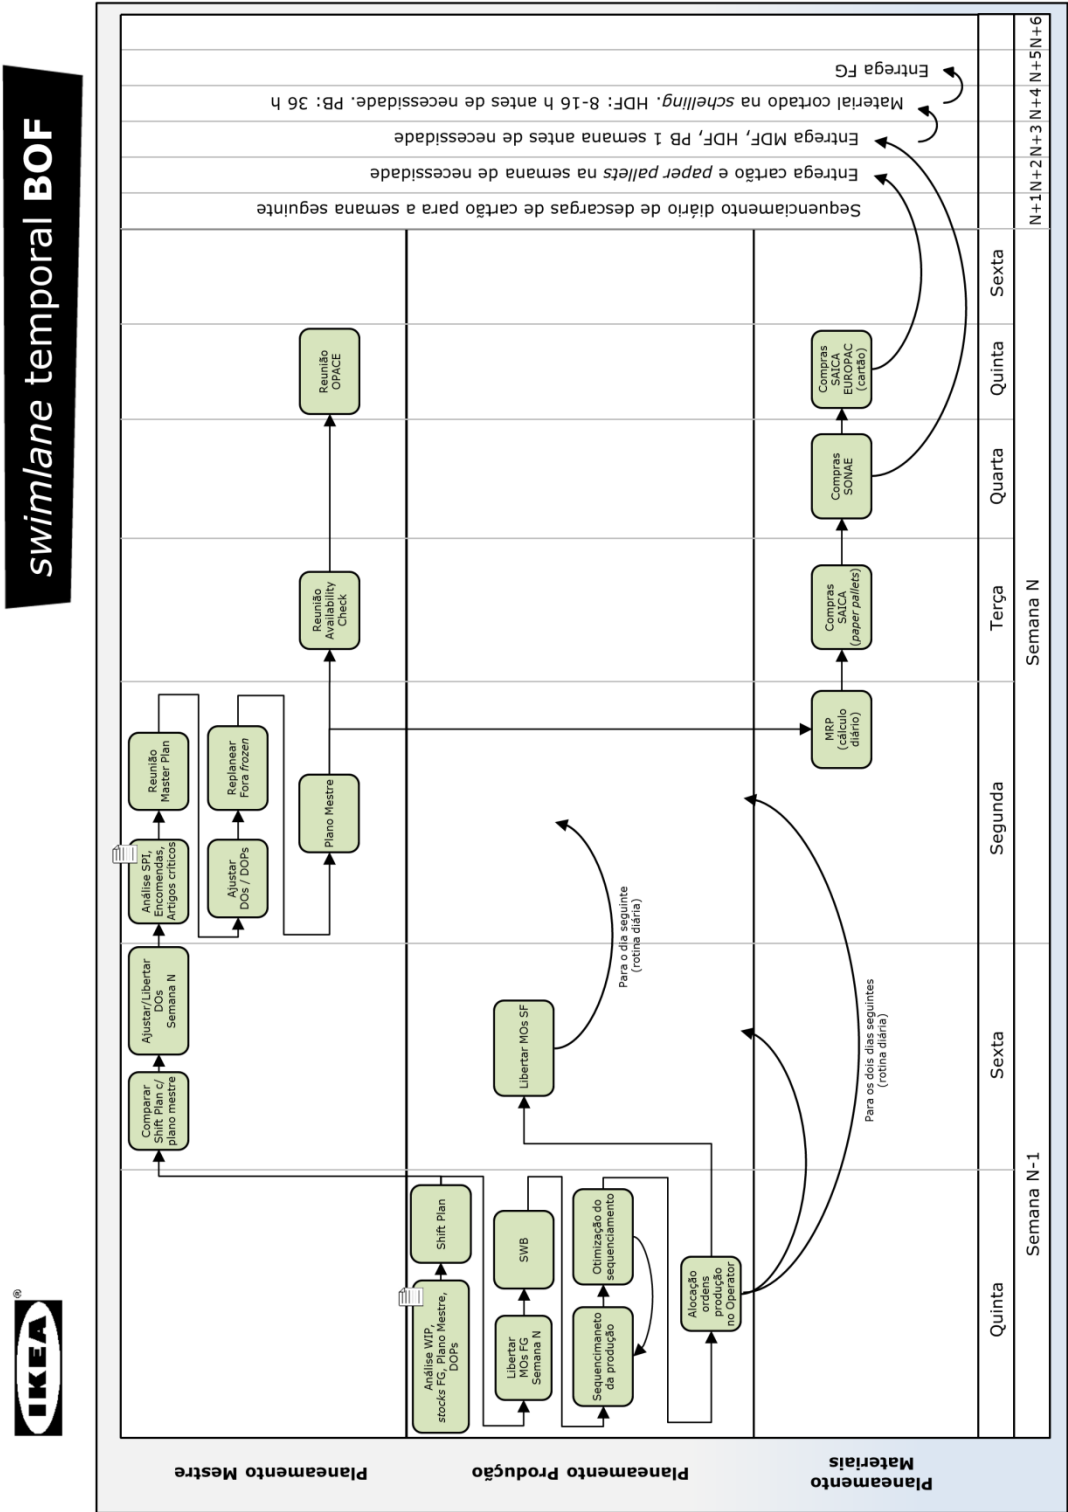 IKEA
®
swimlane temporal BOF
Planeamento Mestre
Comparar
Shift Plan c/
plano mestre
Ajustar/Libertar
DOs
Semana N
Análise SPI,
Encomendas,
Artigos críticos
Reunião
Master Plan
Ajustar
DOs / DOPs
Replanear
Fora frozen
Plano Mestre
Reunião
Availability
Check
Reunião
OPACE
Planeamento Produção
Análise WIP,
stocks FG, Plano Mestre,
DOPs
Shift Plan
Libertar
MOs FG
Semana N
SWB
Sequencimaneto
da produção
Otimização do
sequenciamento
Alocação
ordens
produção
no Operator
Libertar MOs SF
Para o dia seguinte
(rotina diária)
Planeamento
Materiais
Para os dois dias seguintes
(rotina diária)
MRP
(cálculo
diário)
Compras
SAICA
(paper pallets)
Compras
SONAE
Compras
SAICA
EUROPAC
(cartão)
Sequenciamento diário de descargas de cartão para a semana seguinte
Entrega cartão e paper pallets na semana de necessidade
Entrega MDF, HDF, PB 1 semana antes de necessidade
Material cortado na schelling. HDF: 8-16 h antes de necessidade. PB: 36 h
Entrega FG
Quinta
Sexta
Segunda
Terça
Quarta
Quinta
Sexta
Semana N-1
Semana N
N+1
N+2
N+3
N+4
N+5
N+6